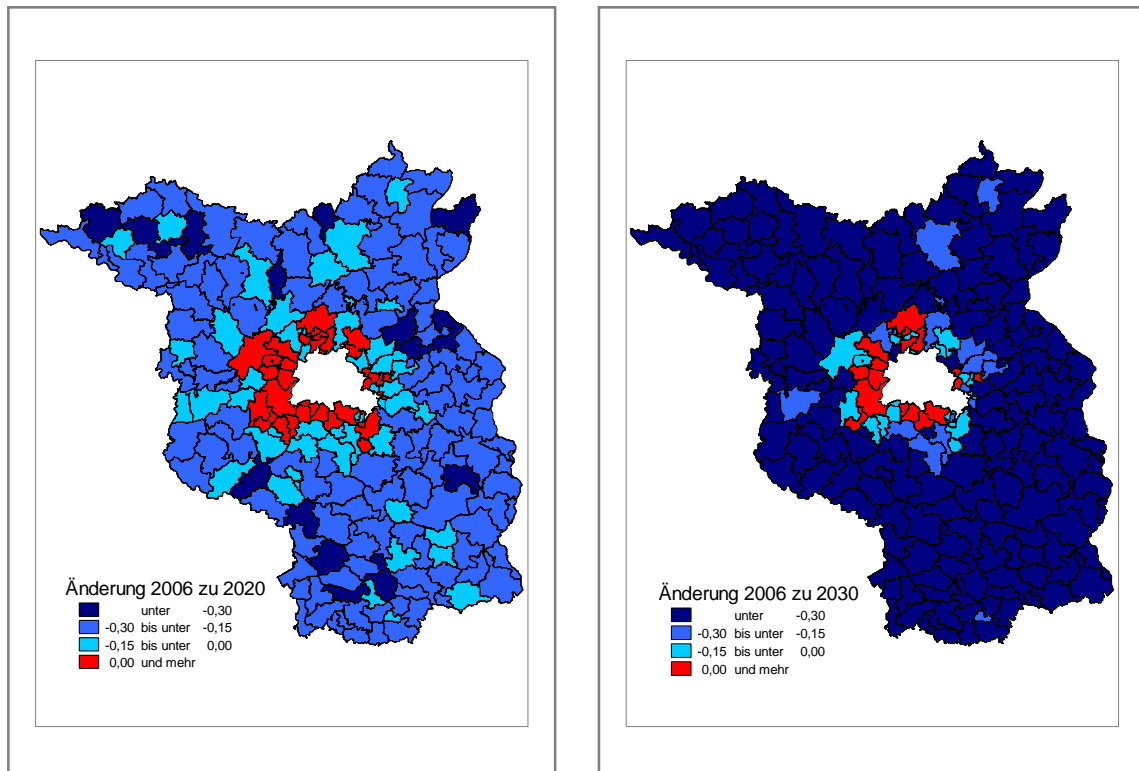 Änderung 2006 zu 2020
unter -0,30
-0,30 bis unter -0,15
-0,15 bis unter 0,00
0,00 und mehr
Änderung 2006 zu 2030
unter -0,30
-0,30 bis unter -0,15
-0,15 bis unter 0,00
0,00 und mehr